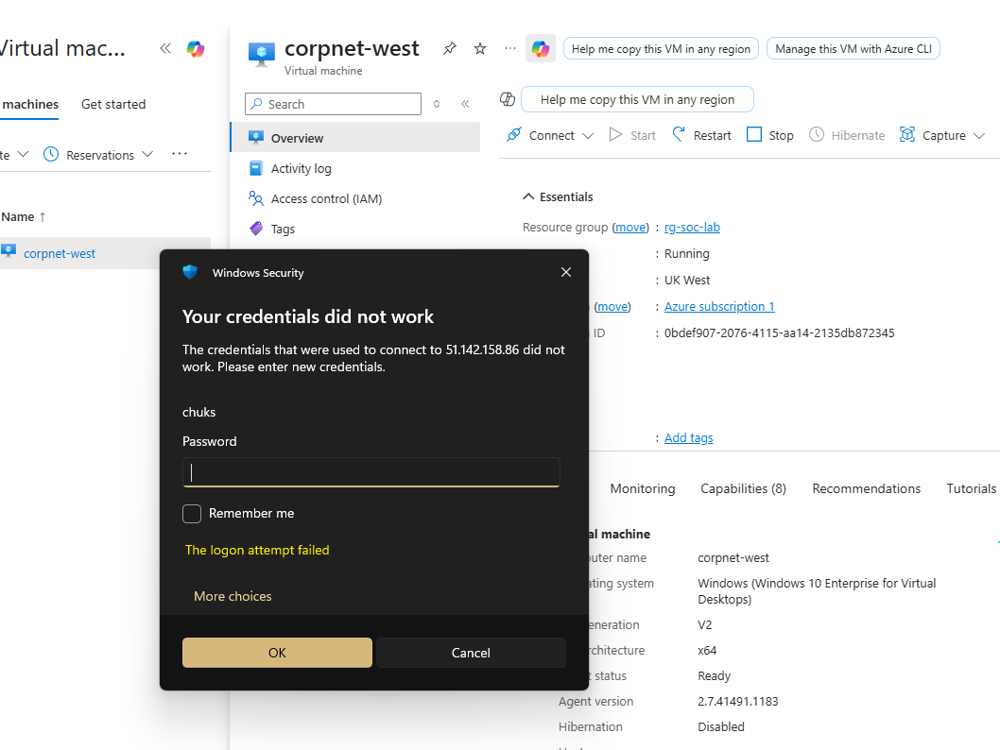 Virtual mac...
machines
Get started
te
Reservations
...
Name ↑
corpnet-west
corpnet-west
Virtual machine
...
Help me copy this VM in any region
Manage this VM with Azure CLI
Search
Overview
Activity log
Access control (IAM)
Tags
Help me copy this VM in any region
Connect
Start
Restart
Stop
Hibernate
Capture
Essentials
Resource group (move) : rg-soc-lab
: Running
: UK West
(move) : Azure subscription 1
ID : 0bdef907-2076-4115-aa14-2135db872345
: Add tags
Windows Security
Your credentials did not work
The credentials that were used to connect to 51.142.158.86 did not
work. Please enter new credentials.
chuks
Password
Remember me
The logon attempt failed
More choices
OK
Cancel
Monitoring
Capabilities (8)
Recommendations
Tutorials
al machine
uter name corpnet-west
ating system Windows (Windows 10 Enterprise for Virtual
Desktops)
eneration V2
rchitecture x64
t status Ready
Agent version 2.7.41491.1183
Hibernation Disabled